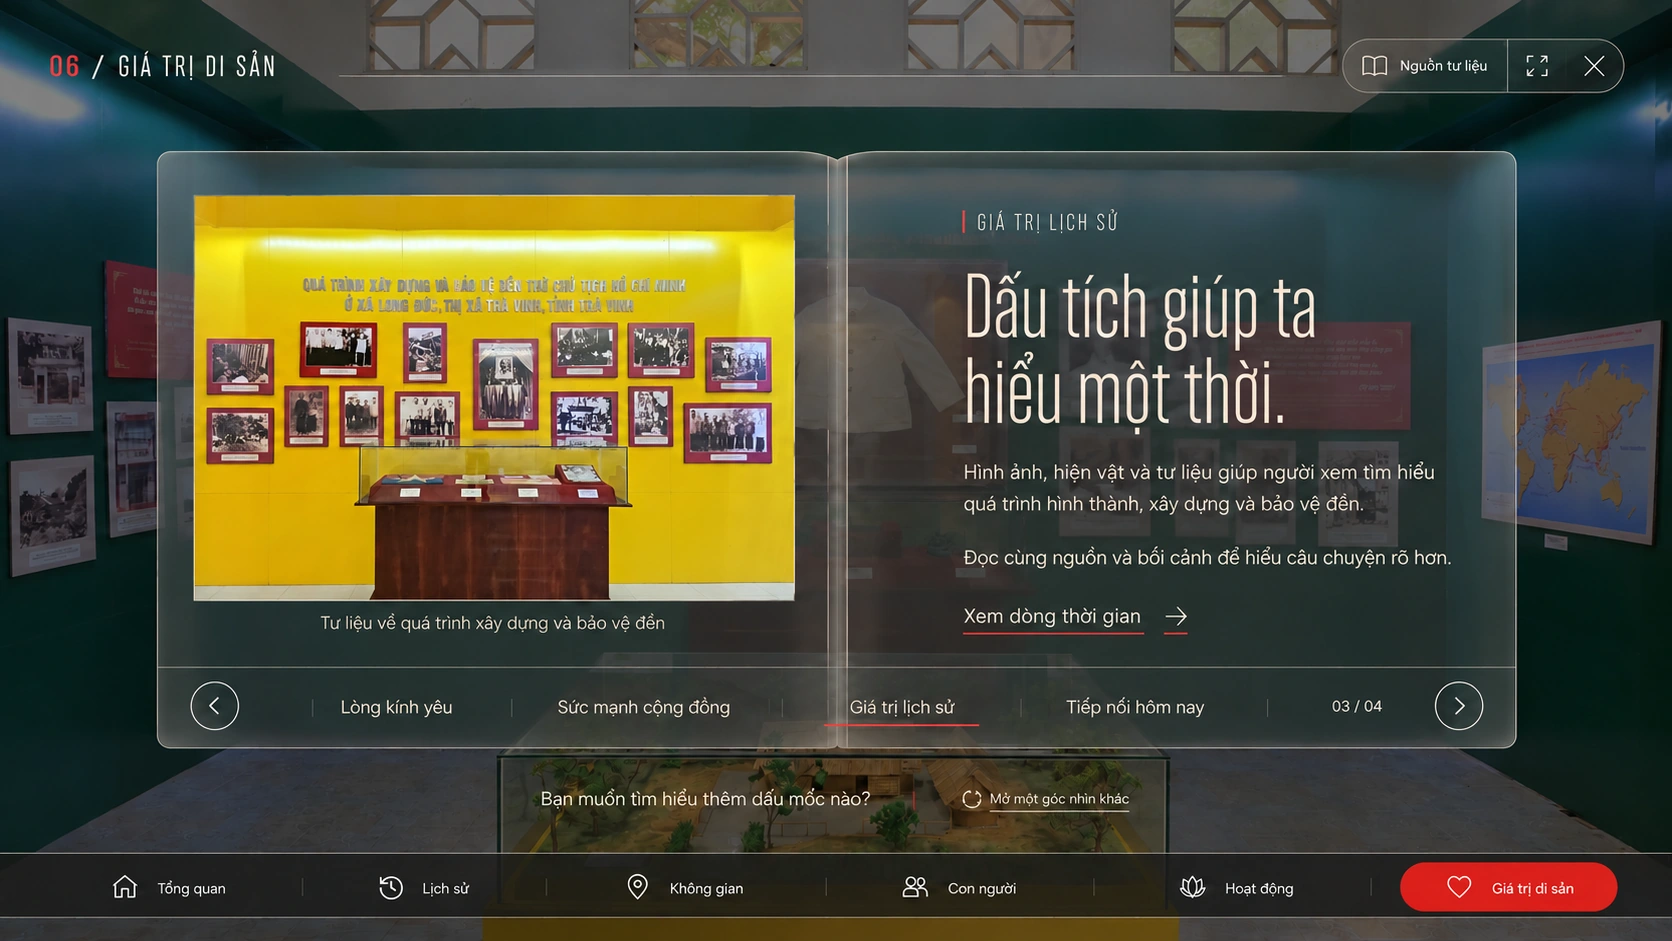 06 / GIÁ TRỊ DI SẢN
Nguồn tư liệu
QUÁ TRÌNH XÂY DỰNG VÀ BẢO VỆ ĐỀN THỜ CHỦ TỊCH HỒ CHÍ MINH
Ở XÃ LONG ĐỨC, THỊ XÃ TRÀ VINH, TỈNH TRÀ VINH
Tư liệu về quá trình xây dựng và bảo vệ đền
GIÁ TRỊ LỊCH SỬ
Dấu tích giúp ta
hiểu một thời.
Hình ảnh, hiện vật và tư liệu giúp người xem tìm hiểu
quá trình hình thành, xây dựng và bảo vệ đền.
Đọc cùng nguồn và bối cảnh để hiểu câu chuyện rõ hơn.
Xem dòng thời gian
Lòng kính yêu
Sức mạnh cộng đồng
Giá trị lịch sử
Tiếp nối hôm nay
03 / 04
Bạn muốn tìm hiểu thêm dấu mốc nào?
Mở một góc nhìn khác
Tổng quan
Lịch sử
Không gian
Con người
Hoạt động
Giá trị di sản